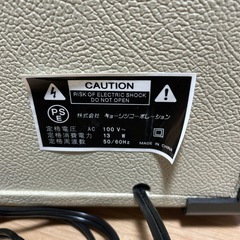 CAUTION
RISK OF ELECTRIC SHOCK
DO NOT OPEN
PS
E
株式会社 キョーリツコーポレーション
定格電圧 AC 100V~
定格消費電力 13 W
定格周波数 50/60Hz
MADE IN CHINA